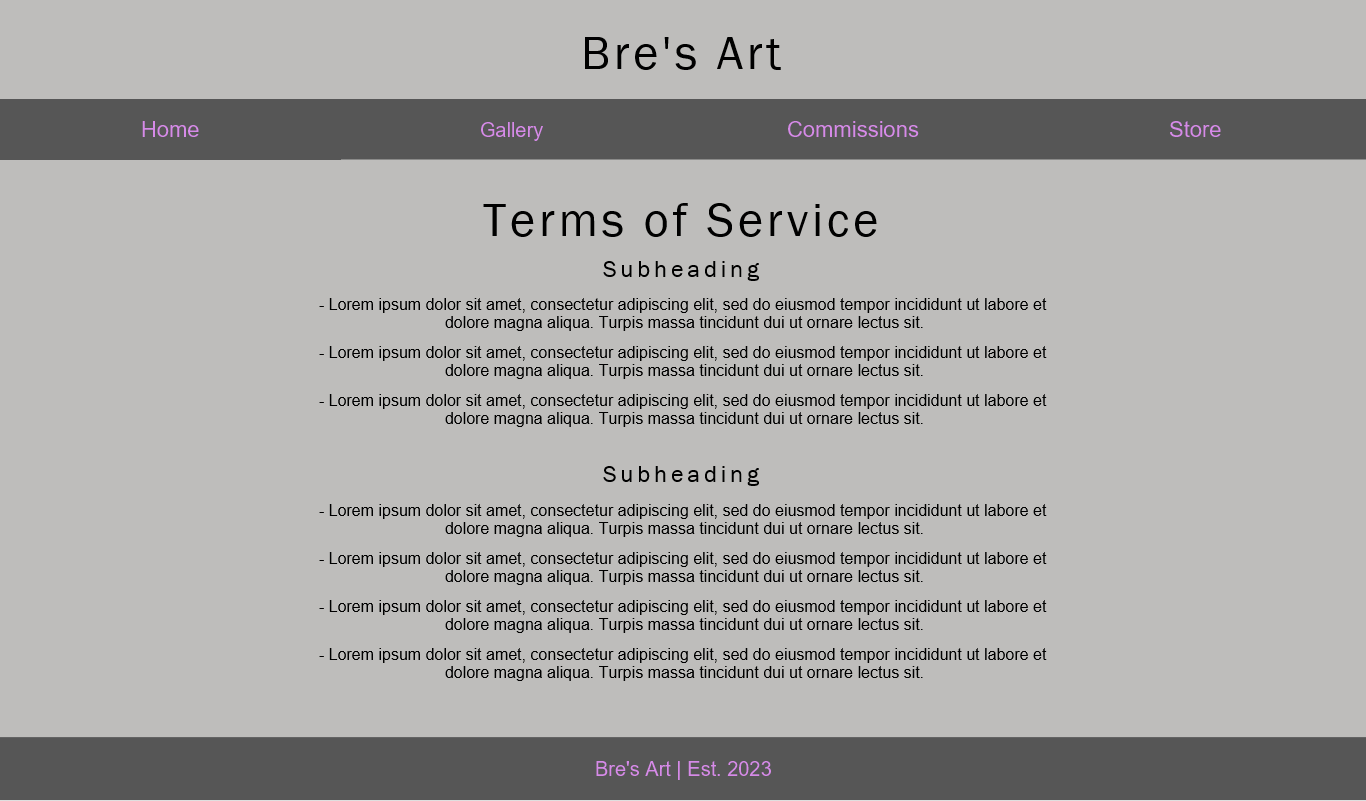 Bre's Art
Home Gallery Commissions Store
Terms of Service
Subheading
- Lorem ipsum dolor sit amet, consectetur adipiscing elit, sed do eiusmod tempor incididunt ut labore et
dolore magna aliqua. Turpis massa tincidunt dui ut ornare lectus sit.
- Lorem ipsum dolor sit amet, consectetur adipiscing elit, sed do eiusmod tempor incididunt ut labore et
dolore magna aliqua. Turpis massa tincidunt dui ut ornare lectus sit.
- Lorem ipsum dolor sit amet, consectetur adipiscing elit, sed do eiusmod tempor incididunt ut labore et
dolore magna aliqua. Turpis massa tincidunt dui ut ornare lectus sit.
Subheading
- Lorem ipsum dolor sit amet, consectetur adipiscing elit, sed do eiusmod tempor incididunt ut labore et
dolore magna aliqua. Turpis massa tincidunt dui ut ornare lectus sit.
- Lorem ipsum dolor sit amet, consectetur adipiscing elit, sed do eiusmod tempor incididunt ut labore et
dolore magna aliqua. Turpis massa tincidunt dui ut ornare lectus sit.
- Lorem ipsum dolor sit amet, consectetur adipiscing elit, sed do eiusmod tempor incididunt ut labore et
dolore magna aliqua. Turpis massa tincidunt dui ut ornare lectus sit.
- Lorem ipsum dolor sit amet, consectetur adipiscing elit, sed do eiusmod tempor incididunt ut labore et
dolore magna aliqua. Turpis massa tincidunt dui ut ornare lectus sit.
Bre's Art | Est. 2023